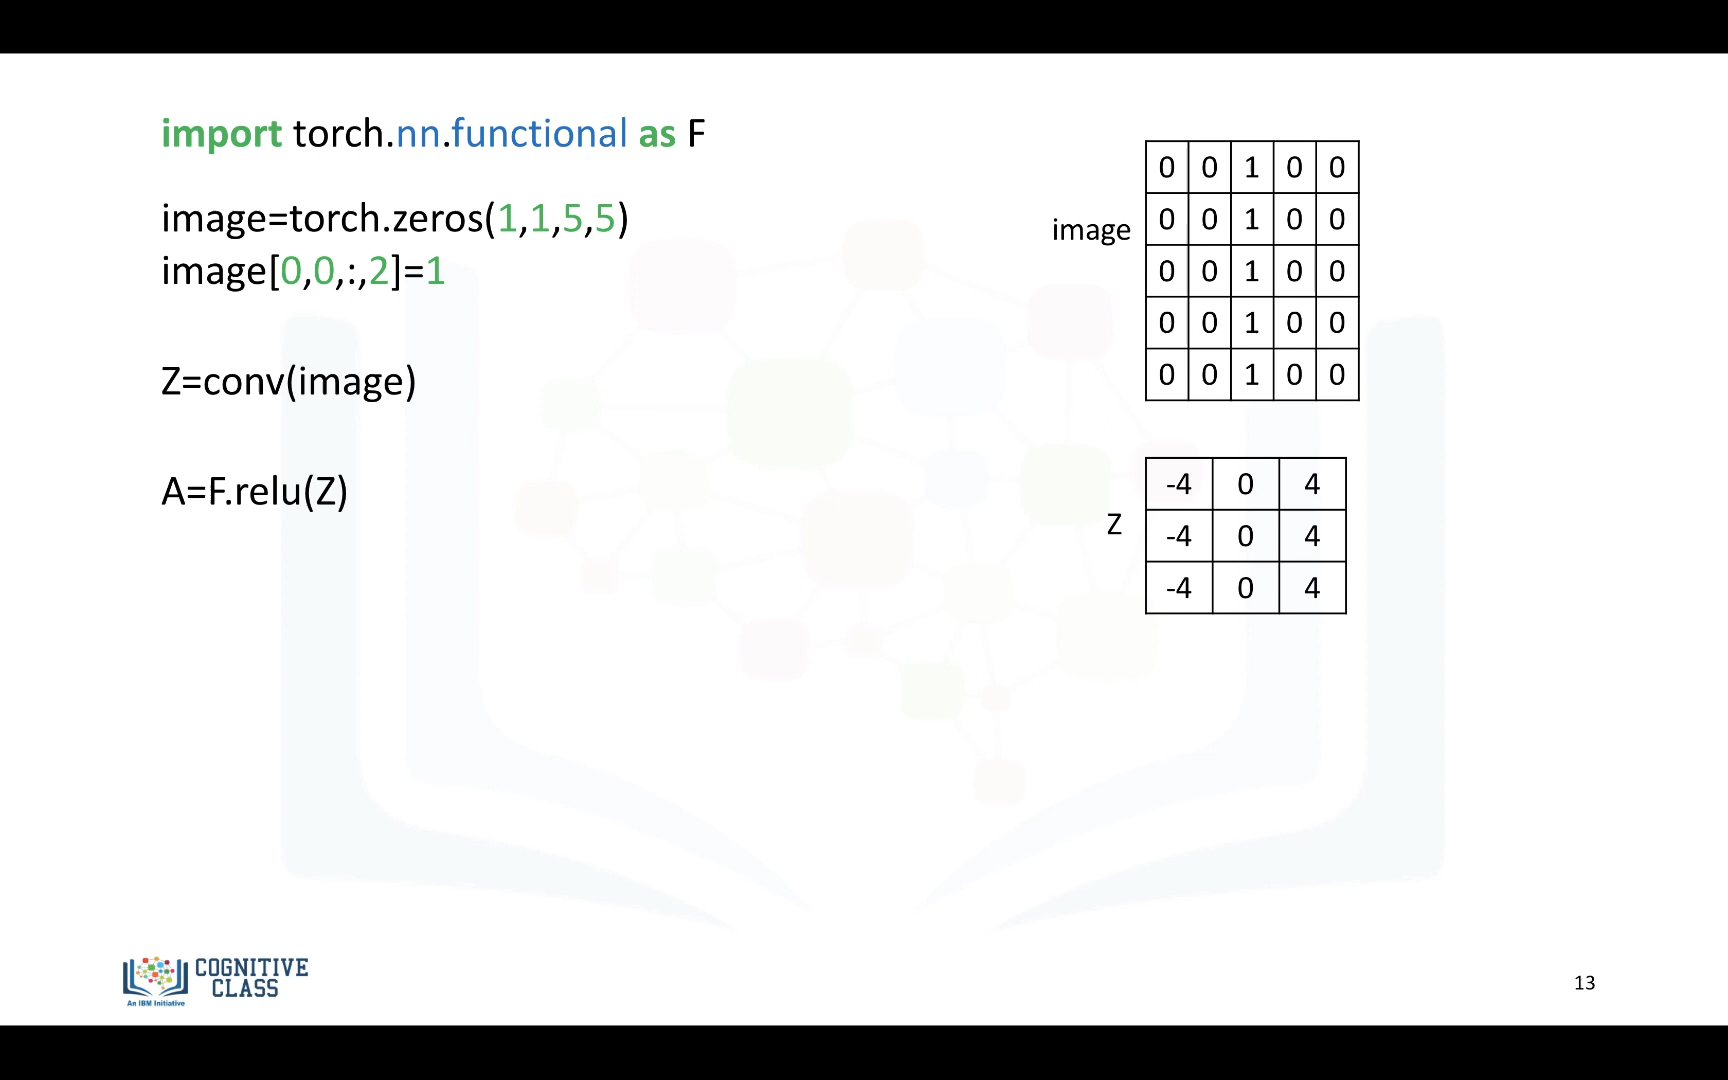 import torch.nn.functional as F
image=torch.zeros(1,1,5,5)
image[0,0,:,2]=1
Z=conv(image)
A=F.relu(Z)
image
0 0 1 0 0
0 0 1 0 0
0 0 1 0 0
0 0 1 0 0
0 0 1 0 0
Z
-4 0 4
-4 0 4
-4 0 4
COGNITIVE
CLASS
An IBM Initiative
13